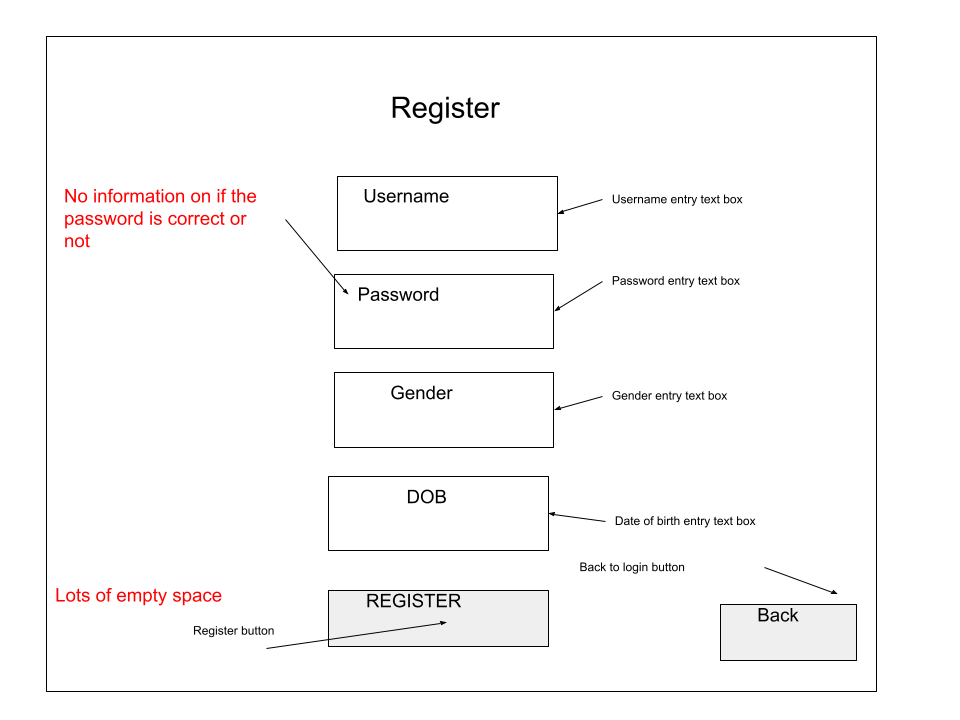 Register
No information on if the
password is correct or
not
Username
Username entry text box
Password
Password entry text box
Gender
Gender entry text box
DOB
Date of birth entry text box
Back to login button
Lots of empty space
REGISTER
Register button
Back